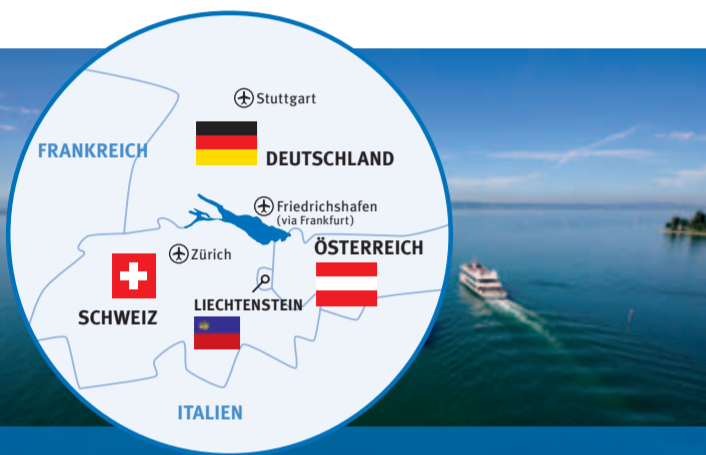 Stuttgart
FRANKREICH
DEUTSCHLAND
Friedrichshafen
(via Frankfurt)
Zürich
ÖSTERREICH
LIECHTENSTEIN
SCHWEIZ
ITALIEN